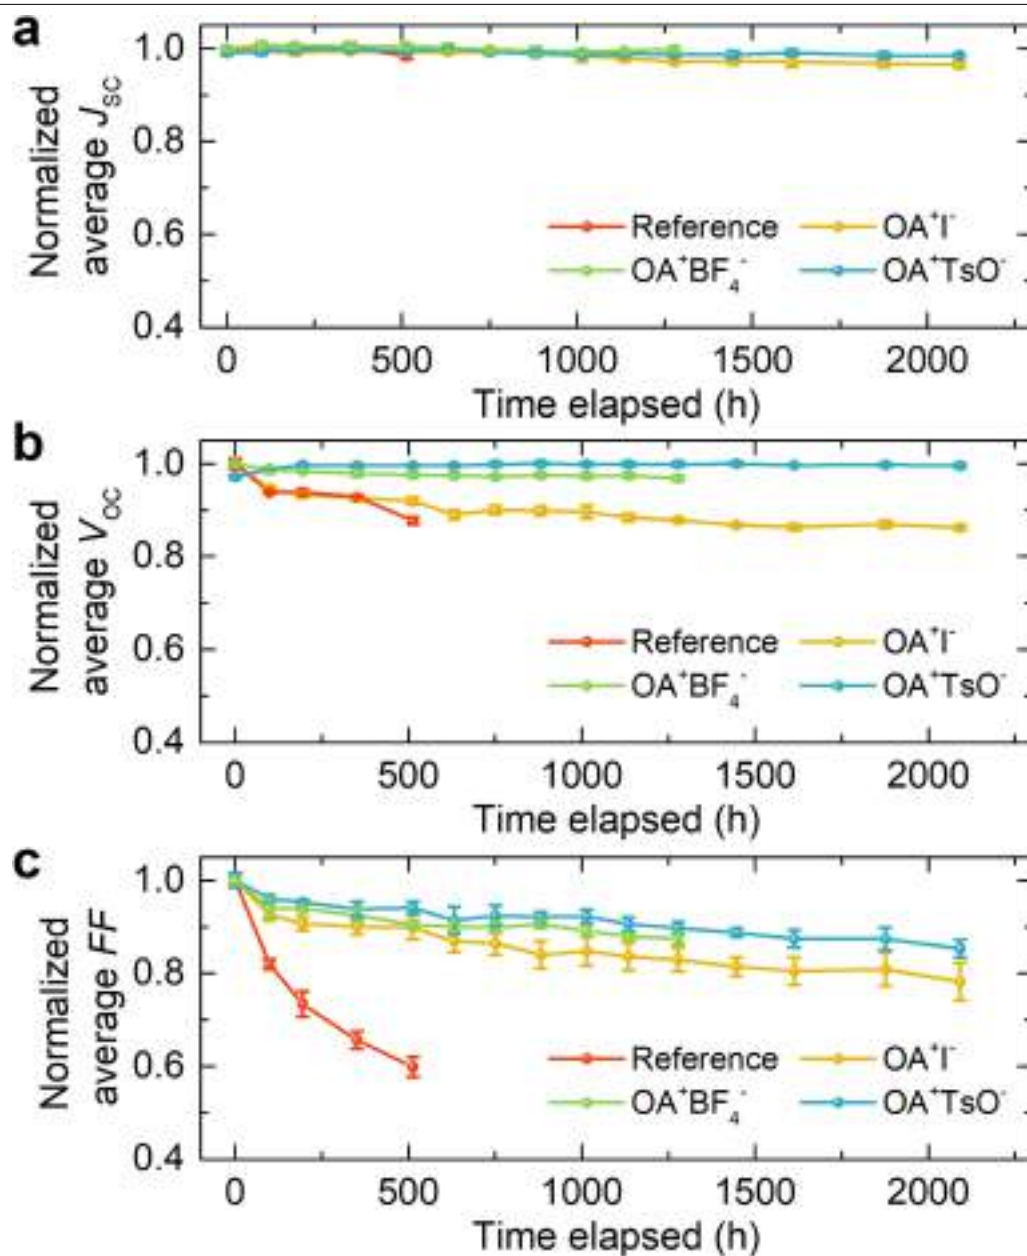 a
Normalized
average J_SC
1.0
0.8
0.6
0.4
Reference OA⁺I⁻
OA⁺BF₄⁻ OA⁺TsO⁻
0 500 1000 1500 2000
Time elapsed (h)
b
Normalized
average V_OC
1.0
0.8
0.6
0.4
Reference OA⁺I⁻
OA⁺BF₄⁻ OA⁺TsO⁻
0 500 1000 1500 2000
Time elapsed (h)
c
Normalized
average FF
1.0
0.8
0.6
0.4
Reference OA⁺I⁻
OA⁺BF₄⁻ OA⁺TsO⁻
0 500 1000 1500 2000
Time elapsed (h)